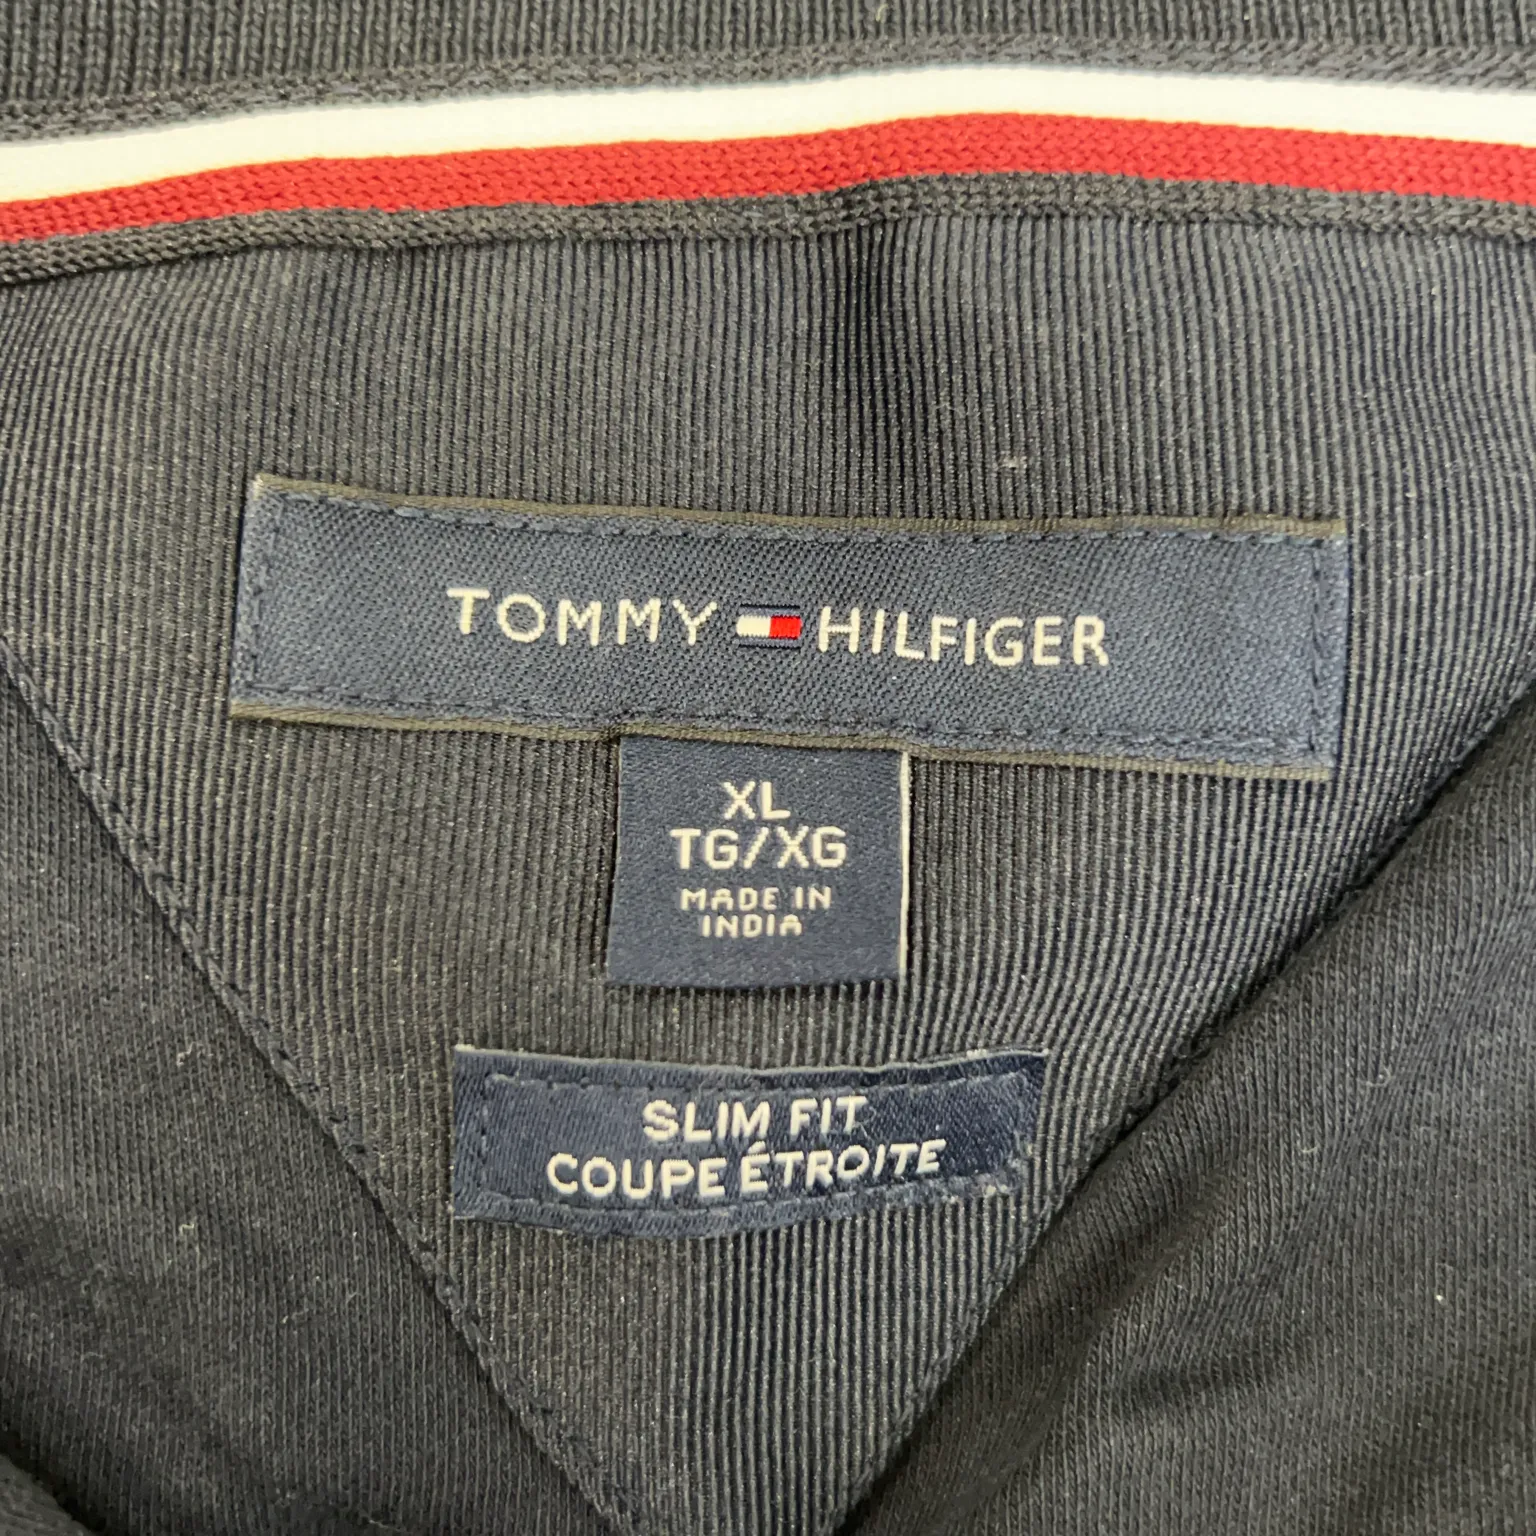 TOMMY HILFIGER
XL
TG/XG
MADE IN
INDIA
SLIM FIT
COUPE ÉTROITE